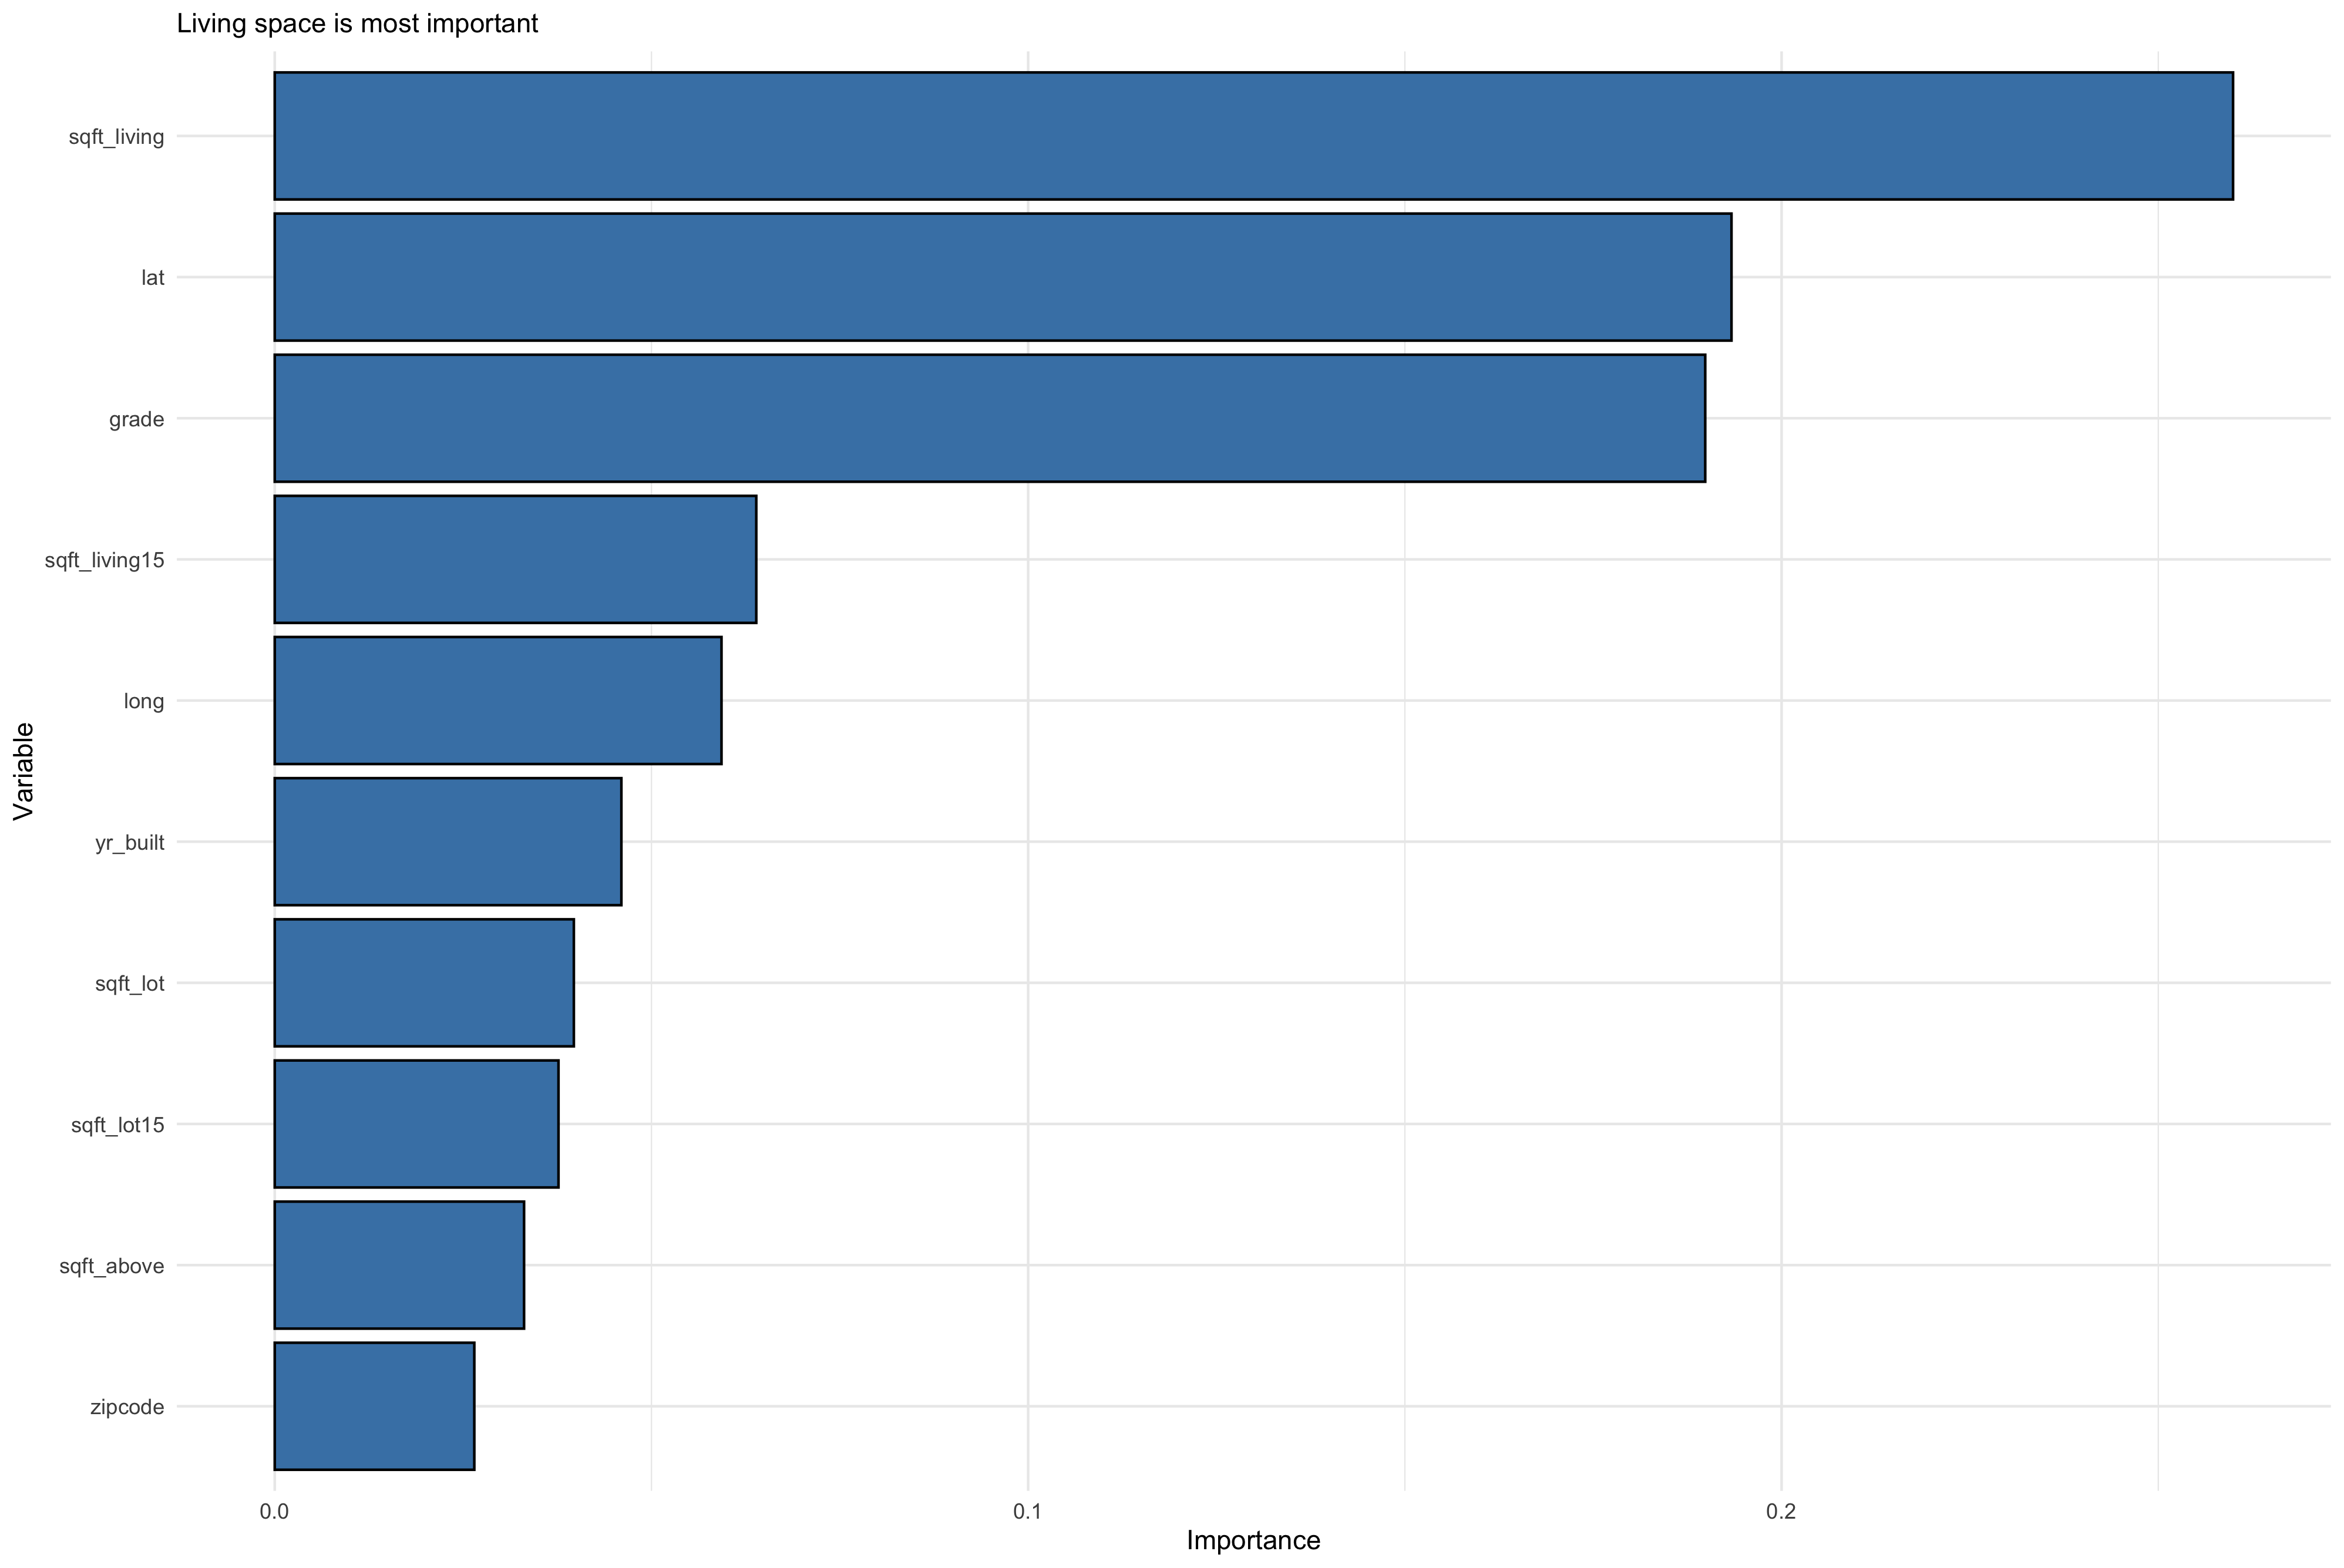 Living space is most important
sqft_living
lat
grade
sqft_living15
long
yr_built
sqft_lot
sqft_lot15
sqft_above
zipcode
Variable
0.0
0.1
0.2
Importance